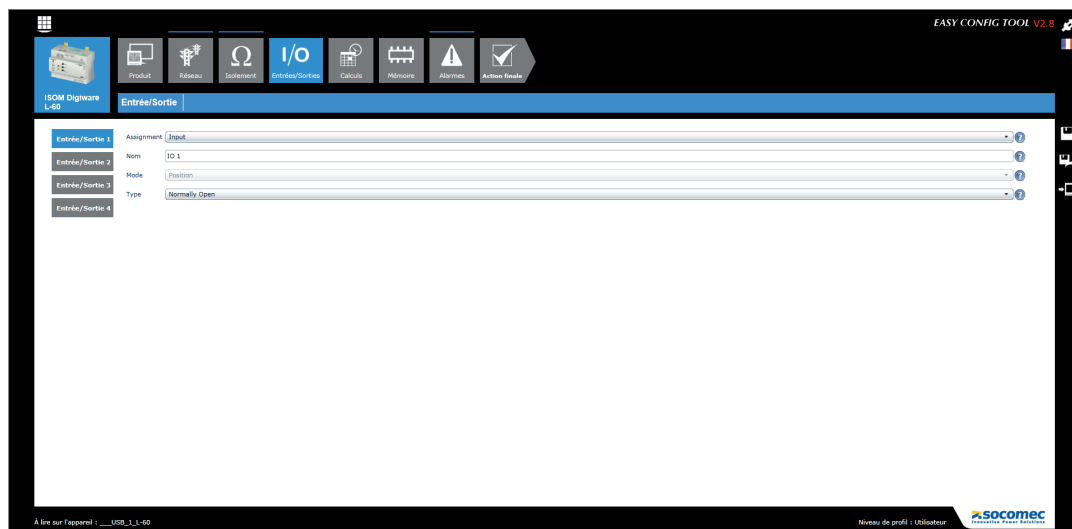 EASY CONFIG TOOL V2.8
Produit
Réseau
Isolement
I/O
Entrées/Sorties
Calculs
Mémoire
Alarmes
Action finale
ISOM Digiware
L-60
Entrée/Sortie
Entrée/Sortie 1
Entrée/Sortie 2
Entrée/Sortie 3
Entrée/Sortie 4
Assignment Input
Nom IO 1
Mode Position
Type Normally Open
À lire sur l'appareil : ___USB_1_L-60
Niveau de profil : Utilisateur
socomec
Innovative Power Solutions